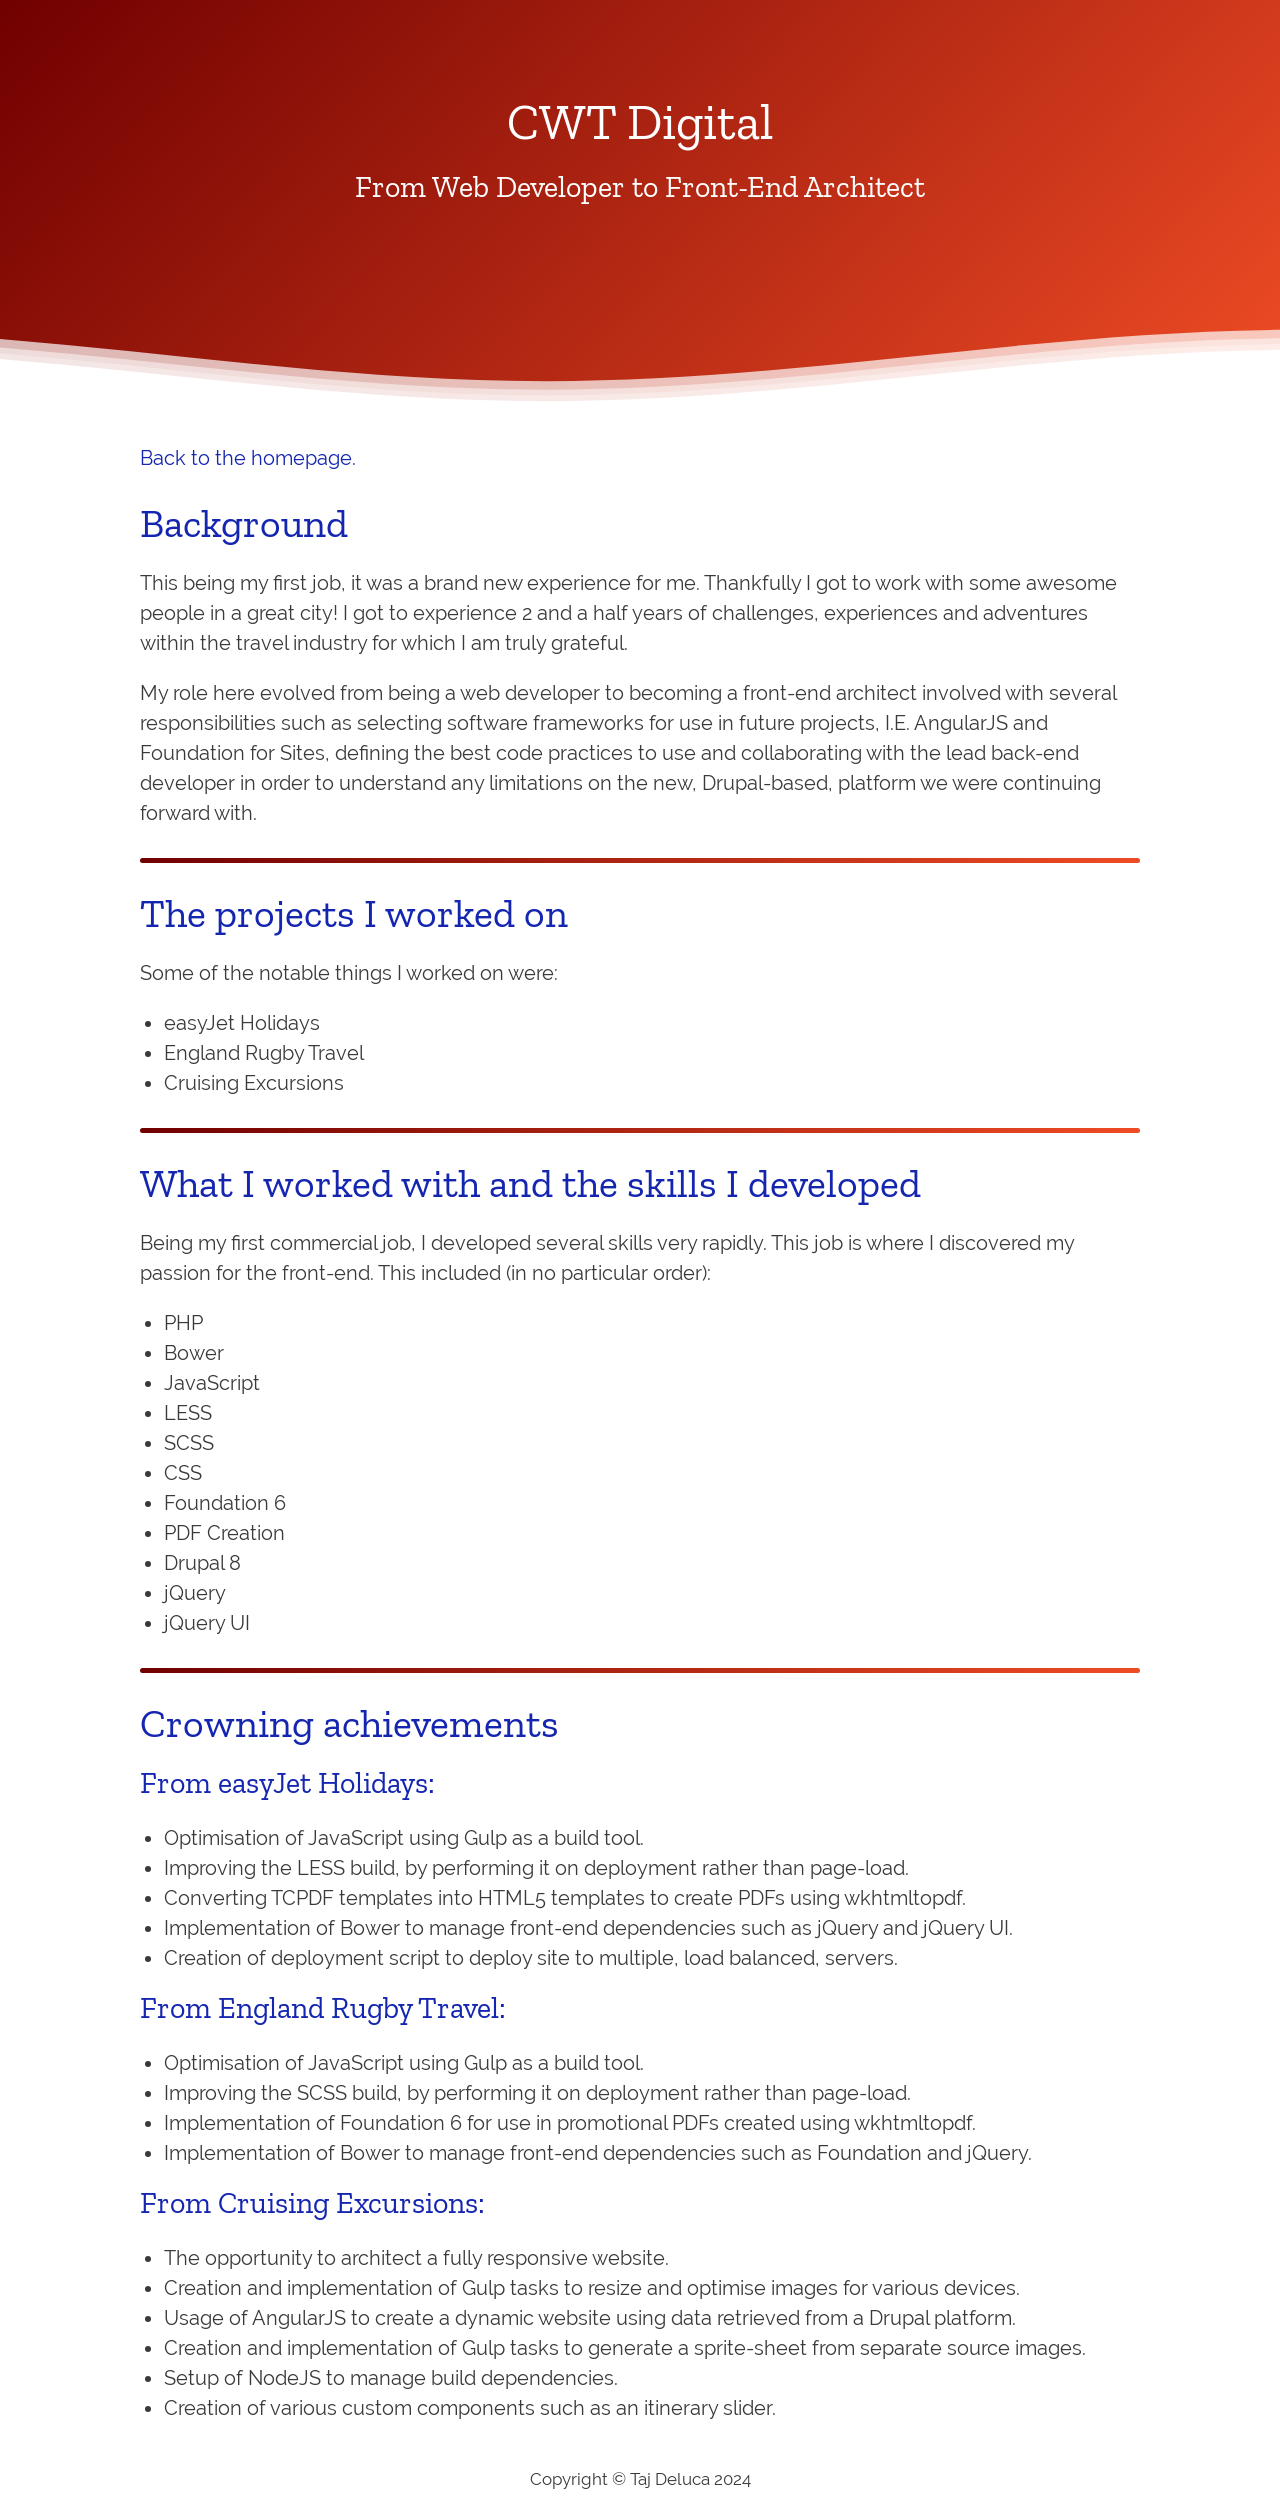 CWT Digital
From Web Developer to Front-End Architect
Back to the homepage.
Background
This being my first job, it was a brand new experience for me. Thankfully I got to work with some awesome
people in a great city! I got to experience 2 and a half years of challenges, experiences and adventures
within the travel industry for which I am truly grateful.
My role here evolved from being a web developer to becoming a front-end architect involved with several
responsibilities such as selecting software frameworks for use in future projects, I.E. AngularJS and
Foundation for Sites, defining the best code practices to use and collaborating with the lead back-end
developer in order to understand any limitations on the new, Drupal-based, platform we were continuing
forward with.
The projects I worked on
Some of the notable things I worked on were:
• easyJet Holidays
• England Rugby Travel
• Cruising Excursions
What I worked with and the skills I developed
Being my first commercial job, I developed several skills very rapidly. This job is where I discovered my
passion for the front-end. This included (in no particular order):
• PHP
• Bower
• JavaScript
• LESS
• SCSS
• CSS
• Foundation 6
• PDF Creation
• Drupal 8
• jQuery
• jQuery UI
Crowning achievements
From easyJet Holidays:
• Optimisation of JavaScript using Gulp as a build tool.
• Improving the LESS build, by performing it on deployment rather than page-load.
• Converting TCPDF templates into HTML5 templates to create PDFs using wkhtmltopdf.
• Implementation of Bower to manage front-end dependencies such as jQuery and jQuery UI.
• Creation of deployment script to deploy site to multiple, load balanced, servers.
From England Rugby Travel:
• Optimisation of JavaScript using Gulp as a build tool.
• Improving the SCSS build, by performing it on deployment rather than page-load.
• Implementation of Foundation 6 for use in promotional PDFs created using wkhtmltopdf.
• Implementation of Bower to manage front-end dependencies such as Foundation and jQuery.
From Cruising Excursions:
• The opportunity to architect a fully responsive website.
• Creation and implementation of Gulp tasks to resize and optimise images for various devices.
• Usage of AngularJS to create a dynamic website using data retrieved from a Drupal platform.
• Creation and implementation of Gulp tasks to generate a sprite-sheet from separate source images.
• Setup of NodeJS to manage build dependencies.
• Creation of various custom components such as an itinerary slider.
Copyright © Taj Deluca 2024